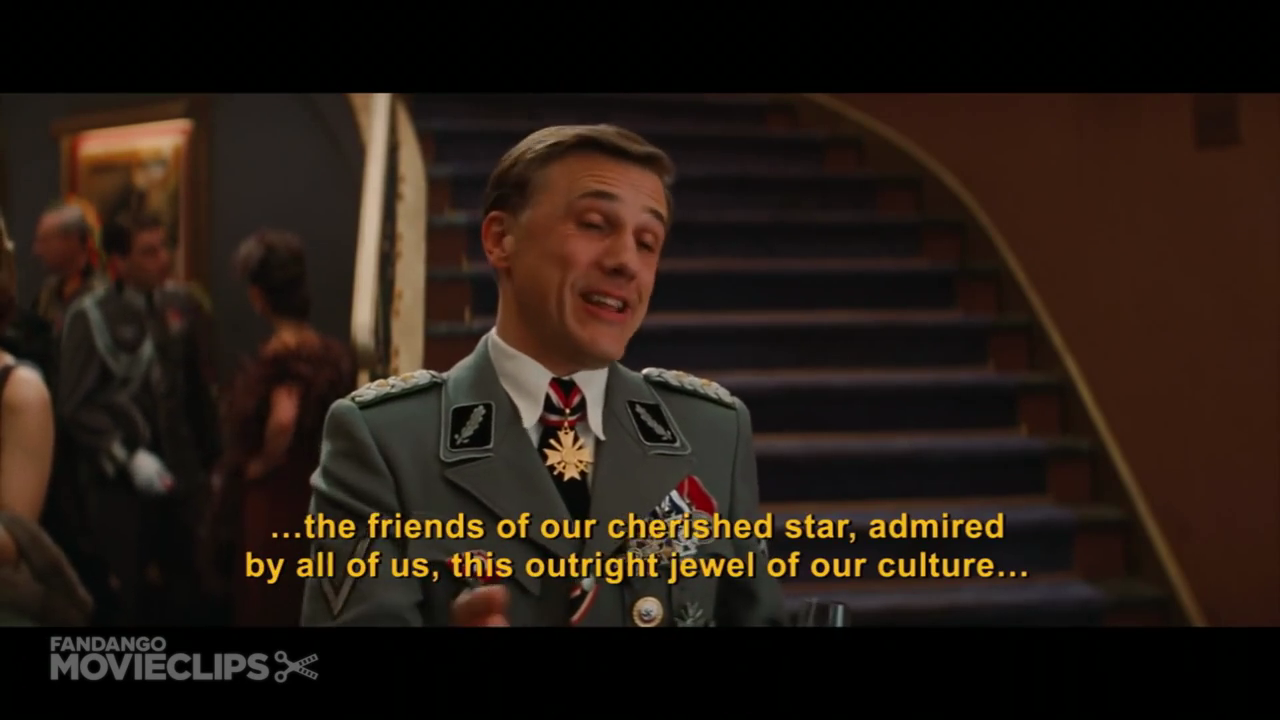 …the friends of our cherished star, admired
by all of us, this outright jewel of our culture…
FANDANGO
MOVIECLIPS